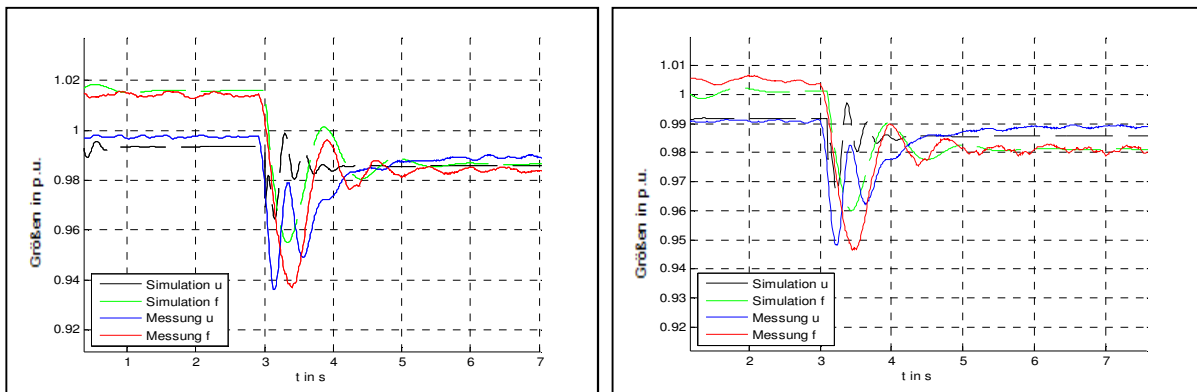 1.02
1
0.98
0.96
0.94
0.92
Größen in p.u.
Simulation u
Simulation f
Messung u
Messung f
1 2 3 4 5 6 7
t in s
1.01
1
0.99
0.98
0.97
0.96
0.95
0.94
0.93
0.92
Größen in p.u.
Simulation u
Simulation f
Messung u
Messung f
2 3 4 5 6 7
t in s